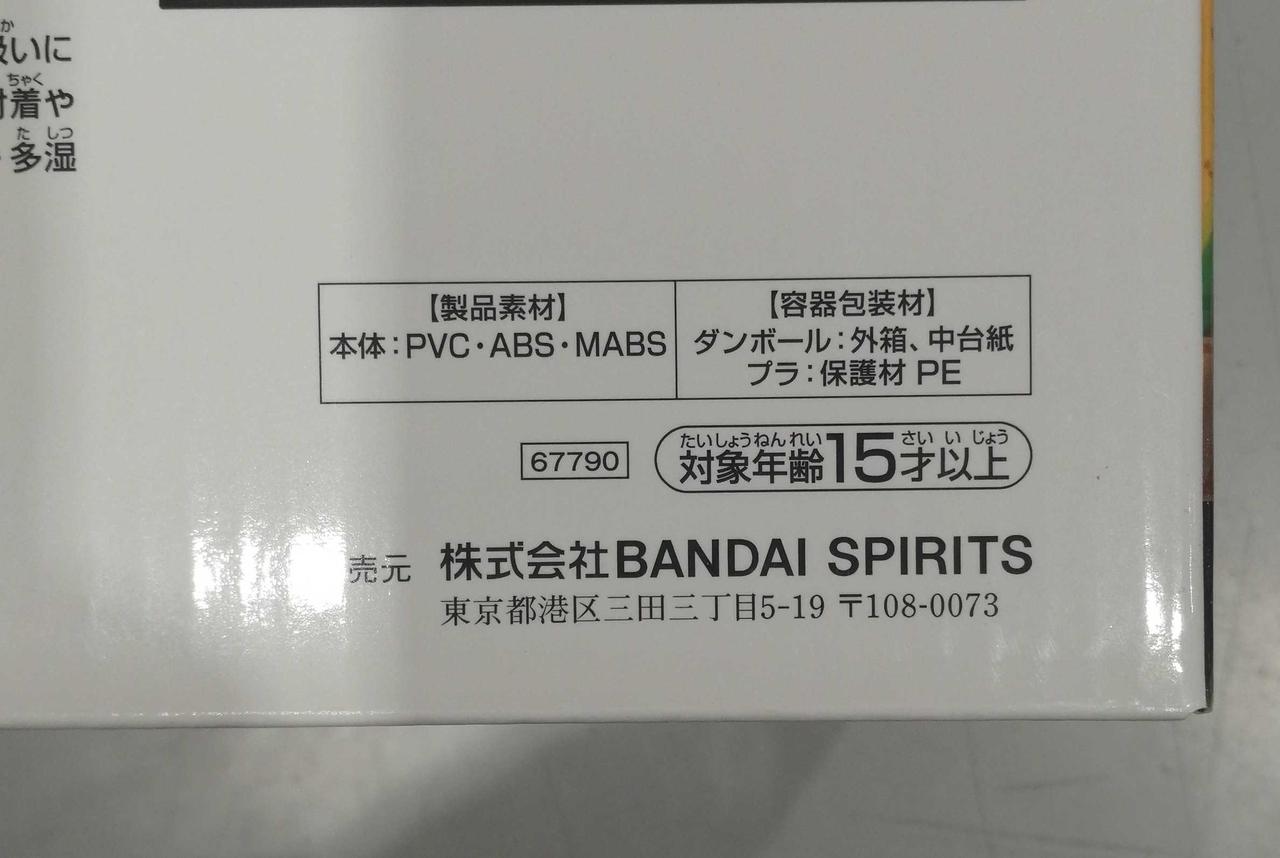 いに
着や
多湿
【製品素材】
本体：PVC・ABS・MABS
【容器包装材】
ダンボール：外箱、中台紙
プラ：保護材 PE
67790
たいしょうねんれい さい い じょう
対象年齢15才以上
売元 株式会社BANDAI SPIRITS
東京都港区三田三丁目5-19 〒108-0073